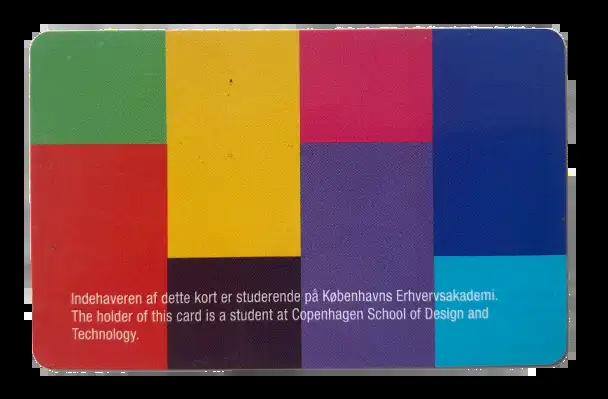 Indehaveren af dette kort er studerende på Københavns Erhvervsakademi.
The holder of this card is a student at Copenhagen School of Design and
Technology.